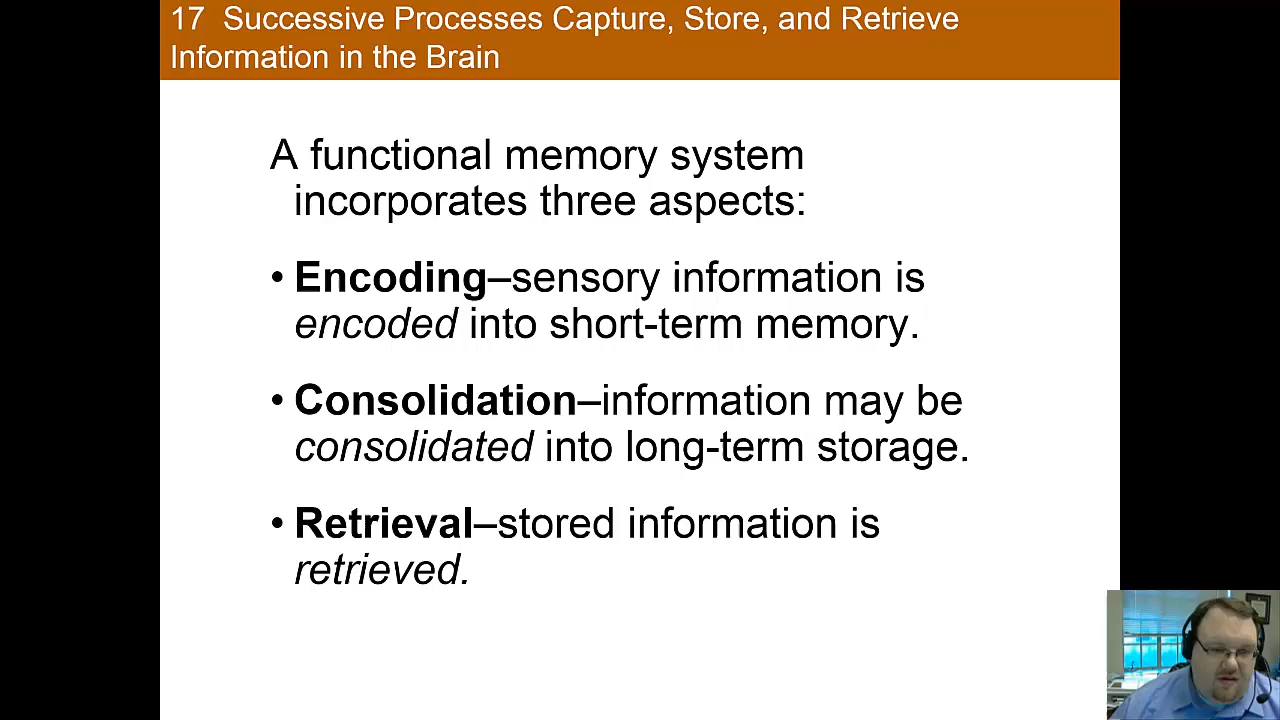 17 Successive Processes Capture, Store, and Retrieve
Information in the Brain
A functional memory system
incorporates three aspects:
• Encoding–sensory information is
encoded into short-term memory.
• Consolidation–information may be
consolidated into long-term storage.
• Retrieval–stored information is
retrieved.